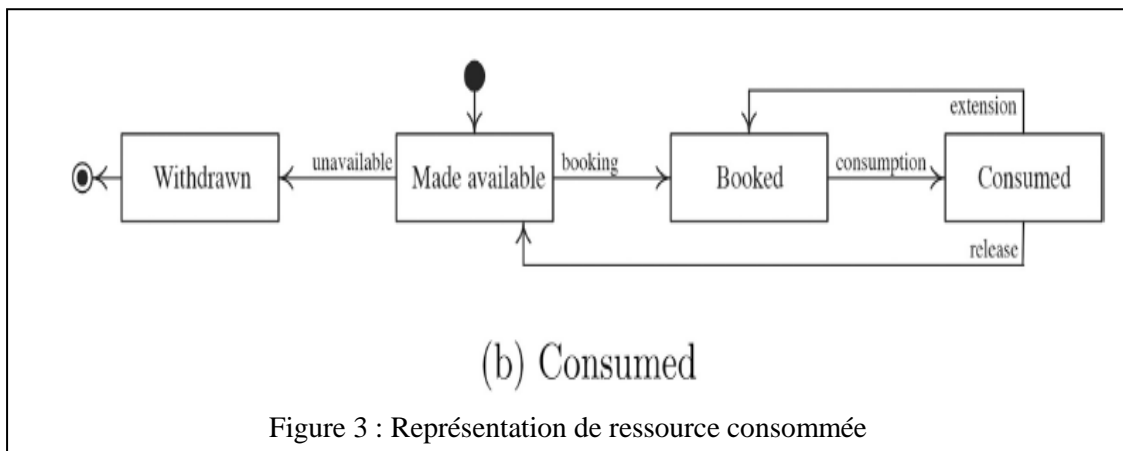 extension
Withdrawn
unavailable
Made available
booking
Booked
consumption
Consumed
release
(b) Consumed
Figure 3 : Représentation de ressource consommée